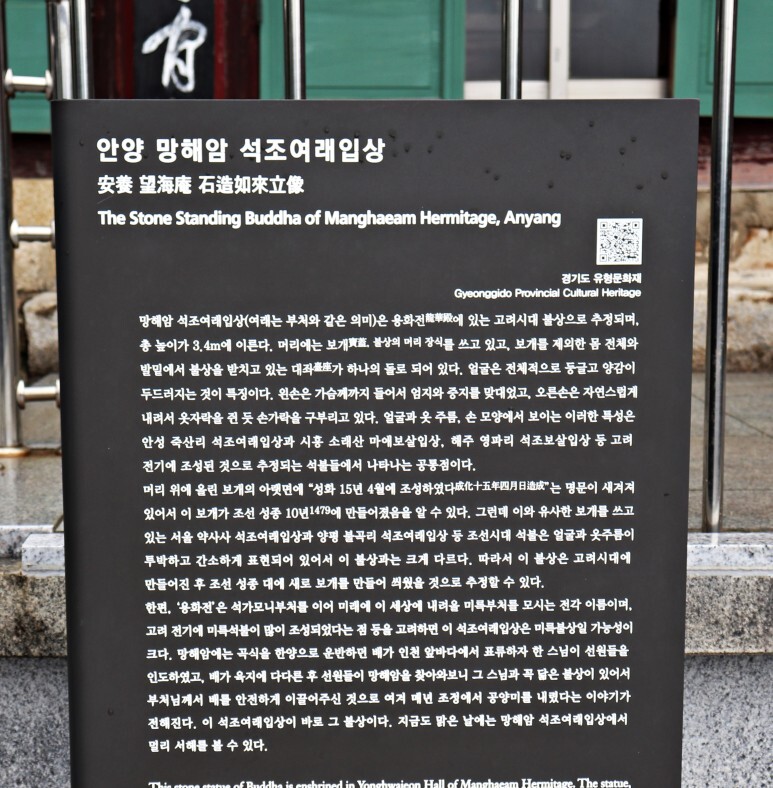 有
안양 망해암 석조여래입상
安養 望海庵 石造如來立像
The Stone Standing Buddha of Manghaeam Hermitage, Anyang
경기도 유형문화재
Gyeonggido Provincial Cultural Heritage
망해암 석조여래입상(여래는 부처와 같은 의미)은 용화전龍華殿에 있는 고려시대 불상으로 추정되며,
총 높이가 3.4m에 이른다. 머리에는 보개寶蓋, 불상의 머리 장식를 쓰고 있고, 보개를 제외한 몸 전체와
발밑에서 불상을 받치고 있는 대좌臺座가 하나의 돌로 되어 있다. 얼굴은 전체적으로 둥글고 양감이
두드러지는 것이 특징이다. 왼손은 가슴께까지 들어서 엄지와 중지를 맞대었고, 오른손은 자연스럽게
내려서 옷자락을 쥔 듯 손가락을 구부리고 있다. 얼굴과 옷 주름, 손 모양에서 보이는 이러한 특성은
안성 죽산리 석조여래입상과 시흥 소래산 마애보살입상, 해주 영파리 석조보살입상 등 고려
전기에 조성된 것으로 추정되는 석불들에서 나타나는 공통점이다.
머리 위에 올린 보개의 아랫면에 “성화 15년 4월에 조성하였다成化十五年四月日造成”는 명문이 새겨져
있어서 이 보개가 조선 성종 10년1479에 만들어졌음을 알 수 있다. 그런데 이와 유사한 보개를 쓰고
있는 서울 약사사 석조여래입상과 양평 불곡리 석조여래입상 등 조선시대 석불은 얼굴과 옷주름이
투박하고 간소하게 표현되어 있어서 이 불상과는 크게 다르다. 따라서 이 불상은 고려시대에
만들어진 후 조선 성종 대에 새로 보개를 만들어 씌웠을 것으로 추정할 수 있다.
한편, ‘용화전’은 석가모니부처를 이어 미래에 이 세상에 내려올 미륵부처를 모시는 전각 이름이며,
고려 전기에 미륵석불이 많이 조성되었다는 점 등을 고려하면 이 석조여래입상은 미륵불상일 가능성이
크다. 망해암에는 곡식을 한양으로 운반하던 배가 인천 앞바다에서 표류하자 한 스님이 선원들을
인도하였고, 배가 육지에 다다른 후 선원들이 망해암을 찾아와보니 그 스님과 꼭 닮은 불상이 있어서
부처님께서 배를 안전하게 이끌어주신 것으로 여겨 매년 조정에서 공양미를 내렸다는 이야기가
전해진다. 이 석조여래입상이 바로 그 불상이다. 지금도 맑은 날에는 망해암 석조여래입상에서
멀리 서해를 볼 수 있다.
This stone statue of Buddha is enshrined in Yonghwajeon Hall of Manghaeam Hermitage. The statue,